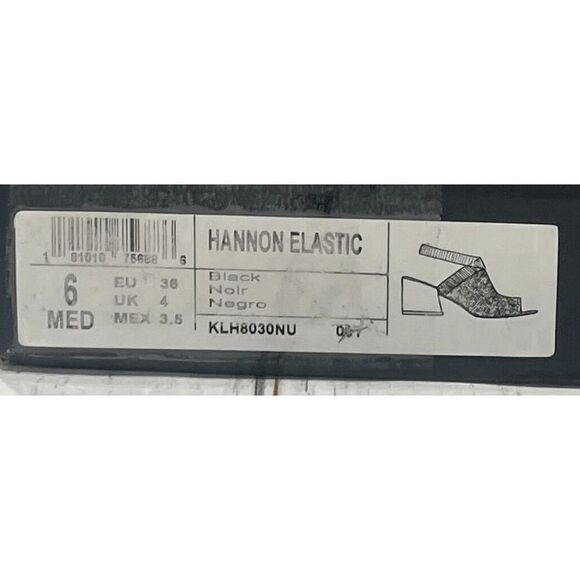 HANNON ELASTIC
6 EU 36
UK 4
MED MEX 3.5
Black
Noir
Negro
KLH8030NU